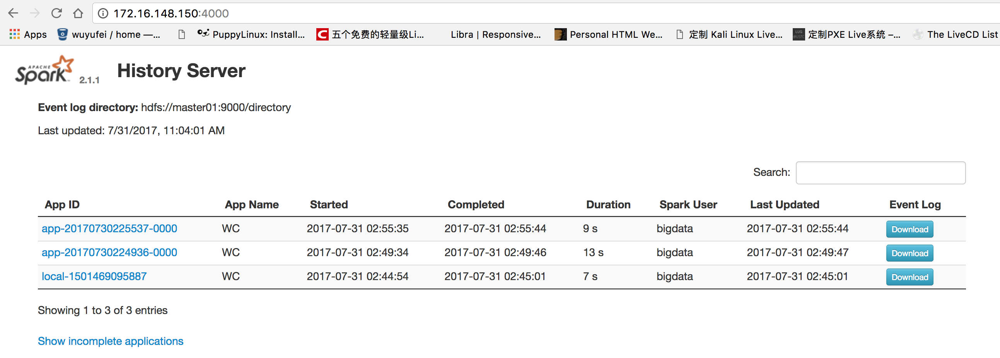 172.16.148.150:4000
Apps wuyufei / home —... PuppyLinux: Install... 五个免费的轻量级Li... Libra | Responsive... Personal HTML We... 定制 Kali Linux Live... LUG 定制PXE Live系统 –... The LiveCD List
APACHE Spark 2.1.1 History Server
Event log directory: hdfs://master01:9000/directory
Last updated: 7/31/2017, 11:04:01 AM
Search:
App ID App Name Started Completed Duration Spark User Last Updated Event Log
app-20170730225537-0000 WC 2017-07-31 02:55:35 2017-07-31 02:55:44 9 s bigdata 2017-07-31 02:55:44 Download
app-20170730224936-0000 WC 2017-07-31 02:49:34 2017-07-31 02:49:46 13 s bigdata 2017-07-31 02:49:47 Download
local-1501469095887 WC 2017-07-31 02:44:54 2017-07-31 02:45:01 7 s bigdata 2017-07-31 02:45:01 Download
Showing 1 to 3 of 3 entries
Show incomplete applications